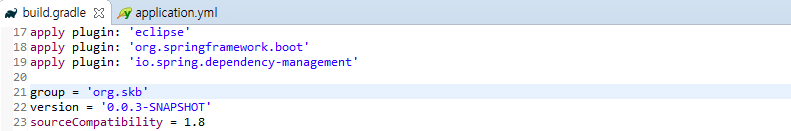 build.gradle application.yml
17 apply plugin: 'eclipse'
18 apply plugin: 'org.springframework.boot'
19 apply plugin: 'io.spring.dependency-management'
20
21 group = 'org.skb'
22 version = '0.0.3-SNAPSHOT'
23 sourceCompatibility = 1.8